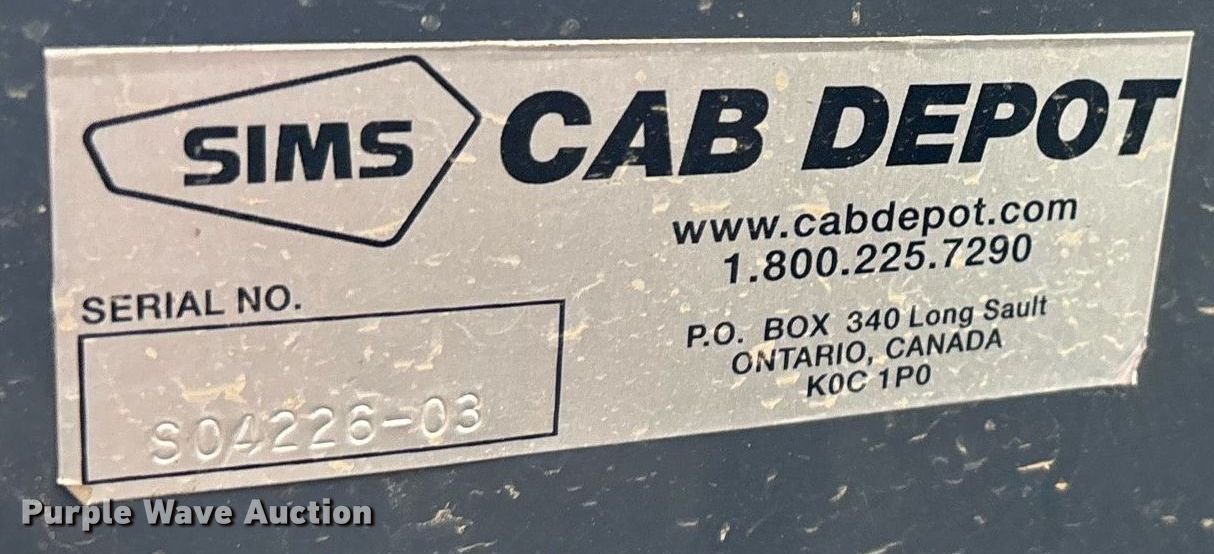 SIMS
CAB DEPOT
www.cabdepot.com
1.800.225.7290
P.O. BOX 340 Long Sault
ONTARIO, CANADA
K0C 1P0
SERIAL NO.
S04226-03
Purple Wave Auction